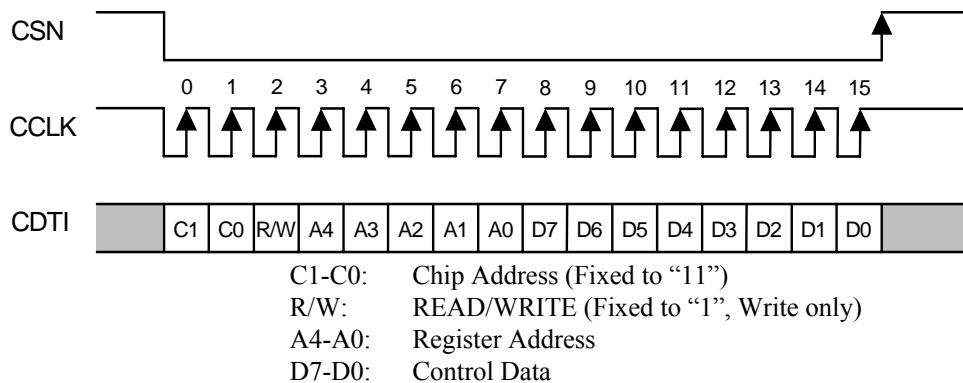 CSN
0 1 2 3 4 5 6 7 8 9 10 11 12 13 14 15
CCLK
CDTI
C1 C0 R/W A4 A3 A2 A1 A0 D7 D6 D5 D4 D3 D2 D1 D0
C1-C0: Chip Address (Fixed to “11”)
R/W: READ/WRITE (Fixed to “1”, Write only)
A4-A0: Register Address
D7-D0: Control Data